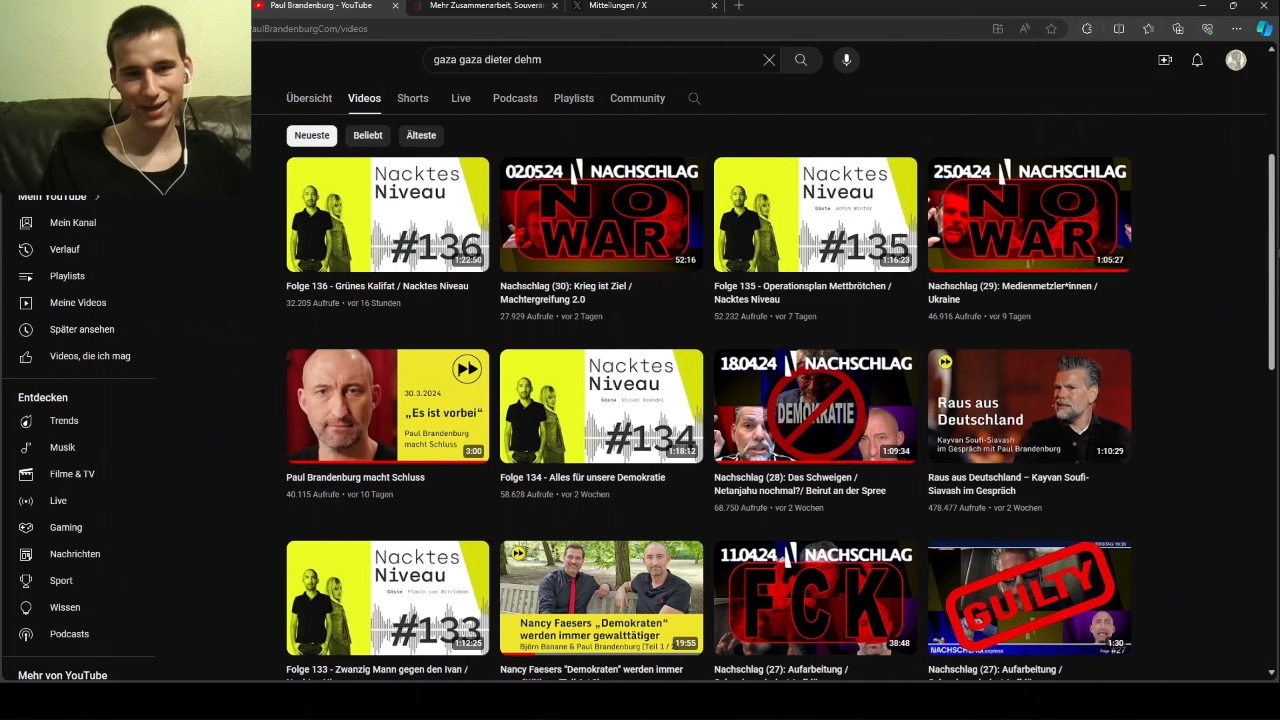 Paul Brandenburg - YouTube
Mehr Zusammenarbeit, Souverä
Mitteilungen / X
aulBrandenburgCom/videos
gaza gaza dieter dehm
Übersicht
Videos
Shorts
Live
Podcasts
Playlists
Community
Neueste
Beliebt
Älteste
Mein YouTube
Mein Kanal
Verlauf
Playlists
Meine Videos
Später ansehen
Videos, die ich mag
Entdecken
Trends
Musik
Filme & TV
Live
Gaming
Nachrichten
Sport
Wissen
Podcasts
Mehr von YouTube
Nacktes
Niveau
#136
1:22:50
Folge 136 - Grünes Kalifat / Nacktes Niveau
32.205 Aufrufe • vor 16 Stunden
02.05.24 NACHSCHLAG
NO
WAR
52:16
Nachschlag (30): Krieg ist Ziel /
Machtergreifung 2.0
27.929 Aufrufe • vor 2 Tagen
Nacktes
Niveau
Gäste Achim Winter
#135
1:16:23
Folge 135 - Operationsplan Mettbrötchen /
Nacktes Niveau
52.232 Aufrufe • vor 7 Tagen
25.04.24 NACHSCHLAG
NO
WAR
1:05:27
Nachschlag (29): Medienmetzler*innen /
Ukraine
46.916 Aufrufe • vor 9 Tagen
30.3.2024
„Es ist vorbei“
Paul Brandenburg
macht Schluss
3:00
Paul Brandenburg macht Schluss
40.115 Aufrufe • vor 10 Tagen
Nacktes
Niveau
Gäste Oliver Gorndel
#134
1:18:12
Folge 134 - Alles für unsere Demokratie
58.628 Aufrufe • vor 2 Wochen
18.04.24 NACHSCHLAG
DEMOKRATIE
1:09:34
Nachschlag (28): Das Schweigen /
Netanjahu nochmal?/ Beirut an der Spree
68.750 Aufrufe • vor 2 Wochen
Raus aus
Deutschland
Kayvan Soufi-Siavash
im Gespräch mit Paul Brandenburg
1:10:29
Raus aus Deutschland – Kayvan Soufi-
Siavash im Gespräch
478.477 Aufrufe • vor 2 Wochen
Nacktes
Niveau
Gäste Flavio von Witzleben
#133
1:12:25
Folge 133 - Zwanzig Mann gegen den Ivan /
Nancy Faesers „Demokraten“
werden immer gewalttätiger
Björn Banane & Paul Brandenburg (Teil 1 /
19:55
Nancy Faesers "Demokraten" werden immer
11.04.24 NACHSCHLAG
FCK
38:48
Nachschlag (27): Aufarbeitung /
GUILTY
NACHSCHLAG
1:30
#27
Nachschlag (27): Aufarbeitung /